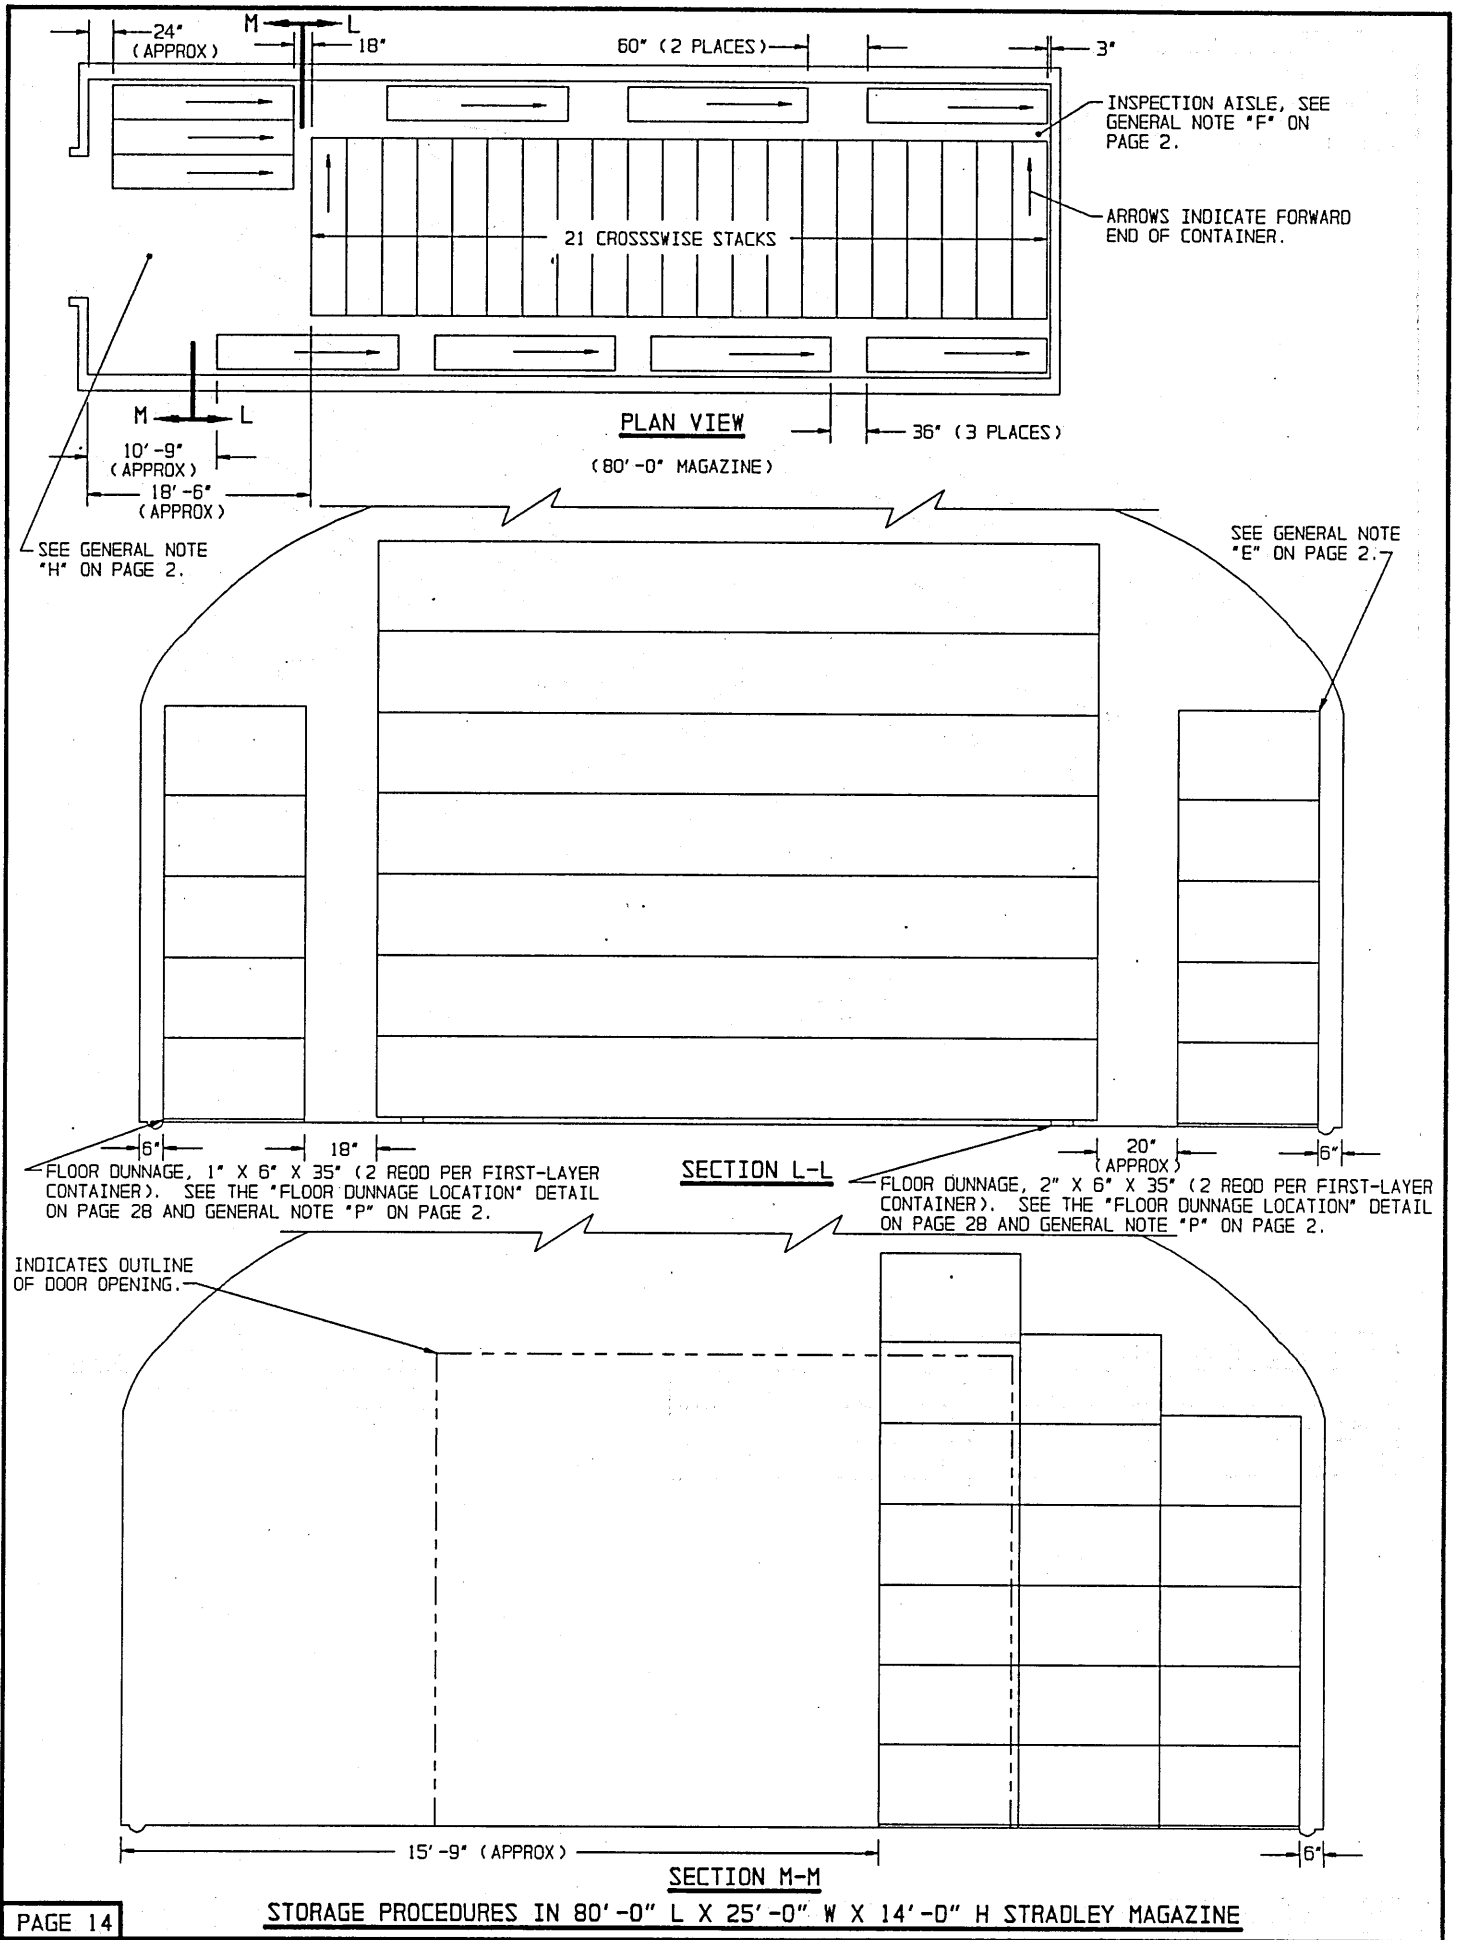 24" (APPROX)
M L
18"
60" (2 PLACES)
3"
INSPECTION AISLE, SEE
GENERAL NOTE "F" ON
PAGE 2.
ARROWS INDICATE FORWARD
END OF CONTAINER.
21 CROSSSWISE STACKS
M L
10'-9"
(APPROX)
18'-6"
(APPROX)
PLAN VIEW
(80'-0" MAGAZINE)
36" (3 PLACES)
SEE GENERAL NOTE
"H" ON PAGE 2.
SEE GENERAL NOTE
"E" ON PAGE 2.
6"
18"
20"
(APPROX)
6"
FLOOR DUNNAGE, 1" X 6" X 35" (2 REQD PER FIRST-LAYER
CONTAINER). SEE THE "FLOOR DUNNAGE LOCATION" DETAIL
ON PAGE 28 AND GENERAL NOTE "P" ON PAGE 2.
SECTION L-L
FLOOR DUNNAGE, 2" X 6" X 35" (2 REQD PER FIRST-LAYER
CONTAINER). SEE THE "FLOOR DUNNAGE LOCATION" DETAIL
ON PAGE 28 AND GENERAL NOTE "P" ON PAGE 2.
INDICATES OUTLINE
OF DOOR OPENING.
15'-9" (APPROX)
6"
SECTION M-M
PAGE 14
STORAGE PROCEDURES IN 80'-0" L X 25'-0" W X 14'-0" H STRADLEY MAGAZINE